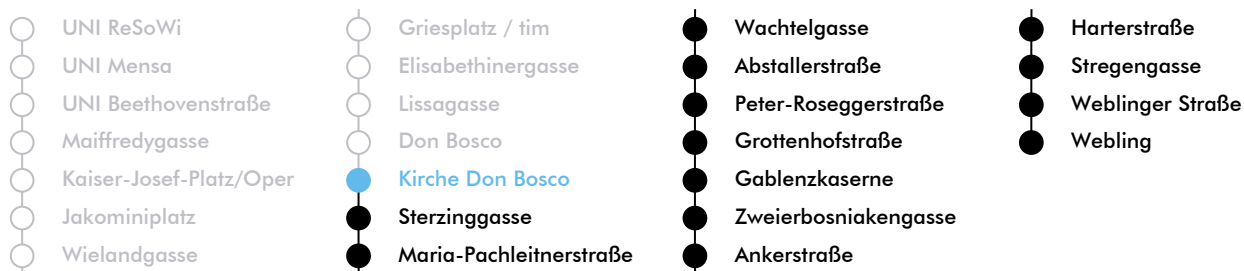 UNI ReSoWi
UNI Mensa
UNI Beethovenstraße
Maiffredygasse
Kaiser-Josef-Platz/Oper
Jakominiplatz
Wielandgasse
Griesplatz / tim
Elisabethinergasse
Lissagasse
Don Bosco
Kirche Don Bosco
Sterzinggasse
Maria-Pachleitnerstraße
Wachtelgasse
Abstallerstraße
Peter-Roseggerstraße
Grottenhofstraße
Gablenzkaserne
Zweierbosniakengasse
Ankerstraße
Harterstraße
Stregengasse
Weblinger Straße
Webling